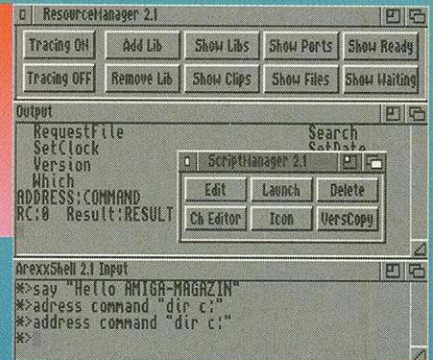 ResourceManager 2.1
Tracing ON Add Lib Show Libs Show Ports Show Ready
Tracing OFF Remove Lib Show Clips Show Files Show Waiting
Output
RequestFile Search
SetClock SetDate
Version
Which
ADDRESS:COMMAND
RC:0 Result:RESULT
ScriptManager 2.1
Edit Launch Delete
Ch Editor Icon VersCopy
ArexxShell 2.1 Input
*>say "Hello AMIGA-MAGAZIN"
*>adress command "dir c:"
*>address command "dir c:"
*>